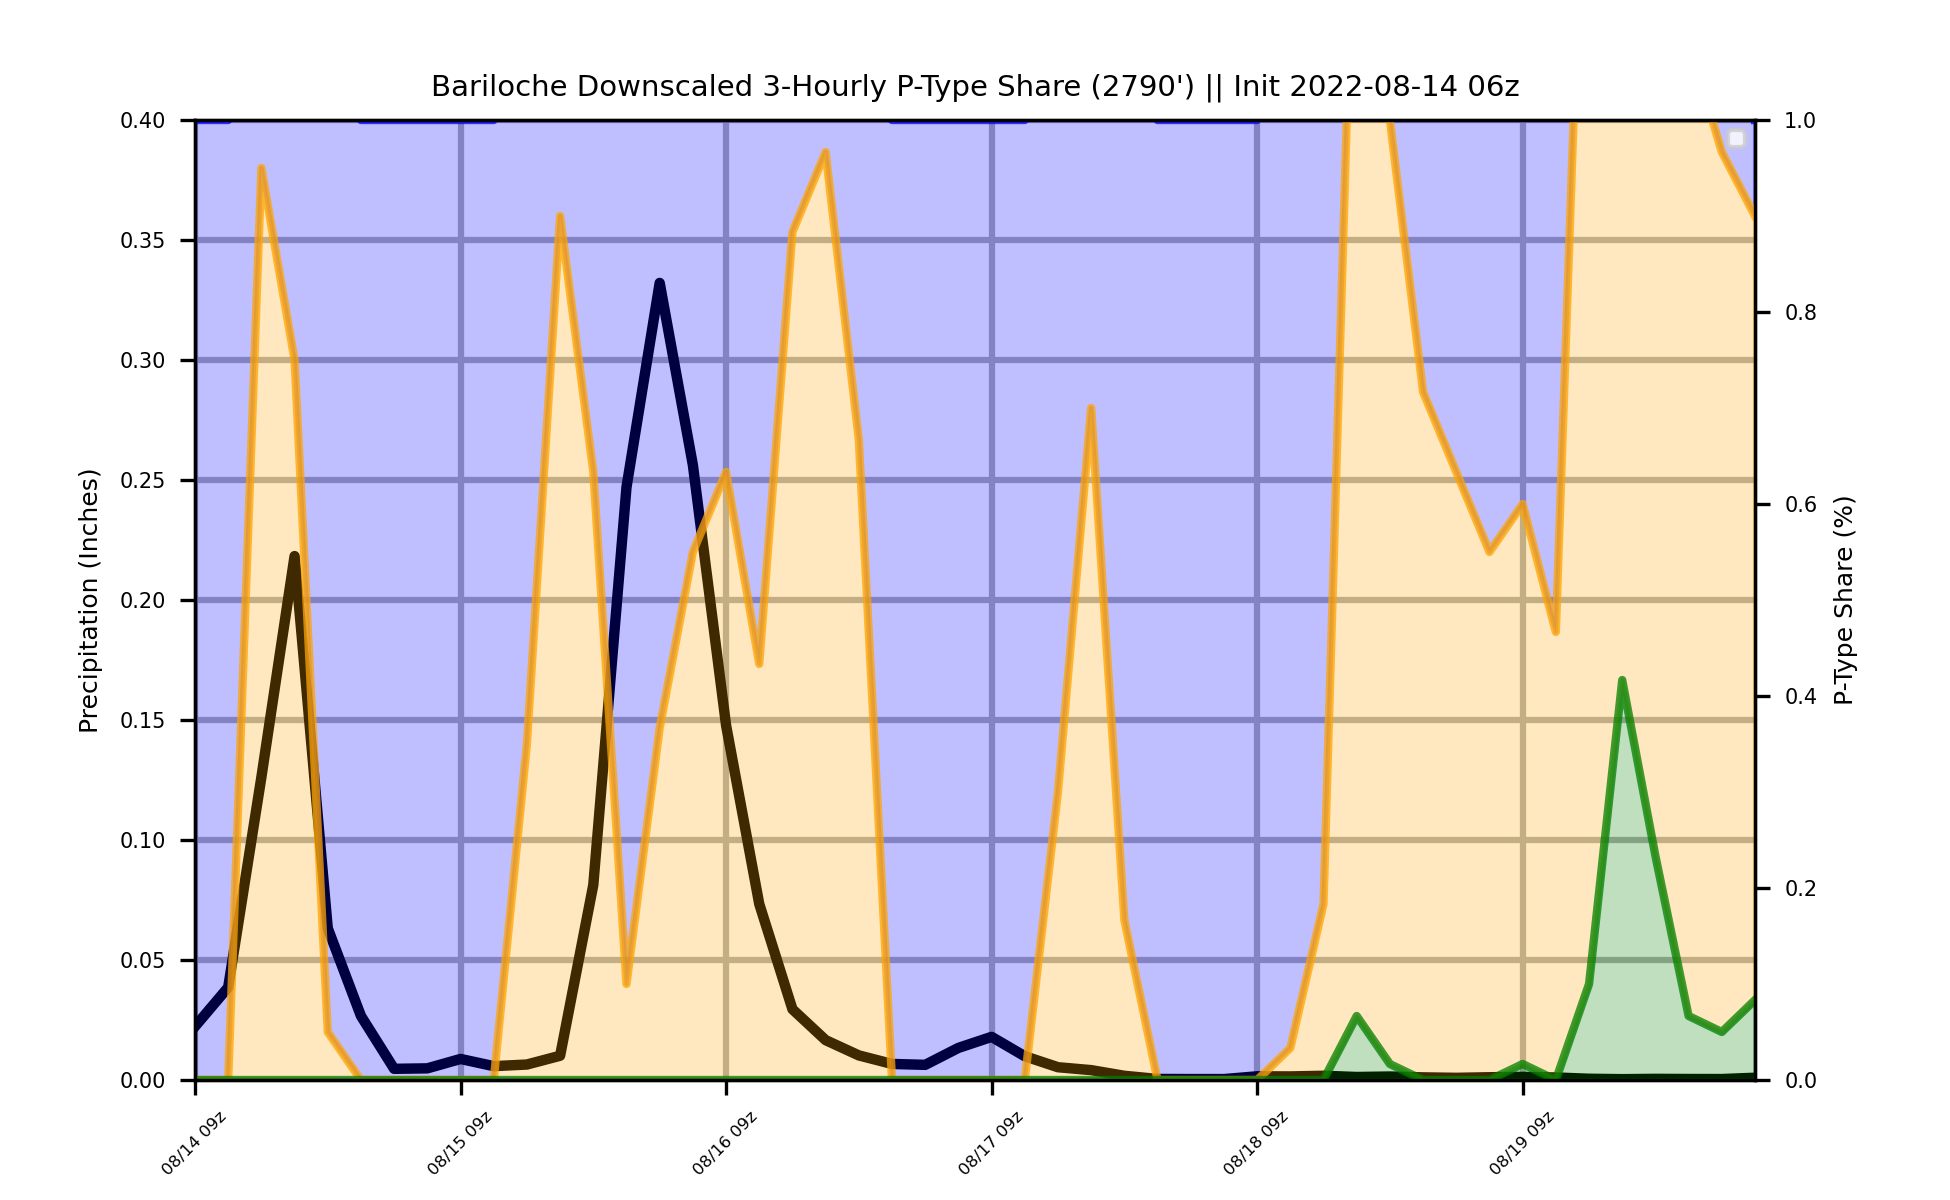 Bariloche Downscaled 3-Hourly P-Type Share (2790') || Init 2022-08-14 06z
0.40
0.35
0.30
0.25
0.20
0.15
0.10
0.05
0.00
Precipitation (Inches)
1.0
0.8
0.6
0.4
0.2
0.0
P-Type Share (%)
08/14 09z
08/15 09z
08/16 09z
08/17 09z
08/18 09z
08/19 09z